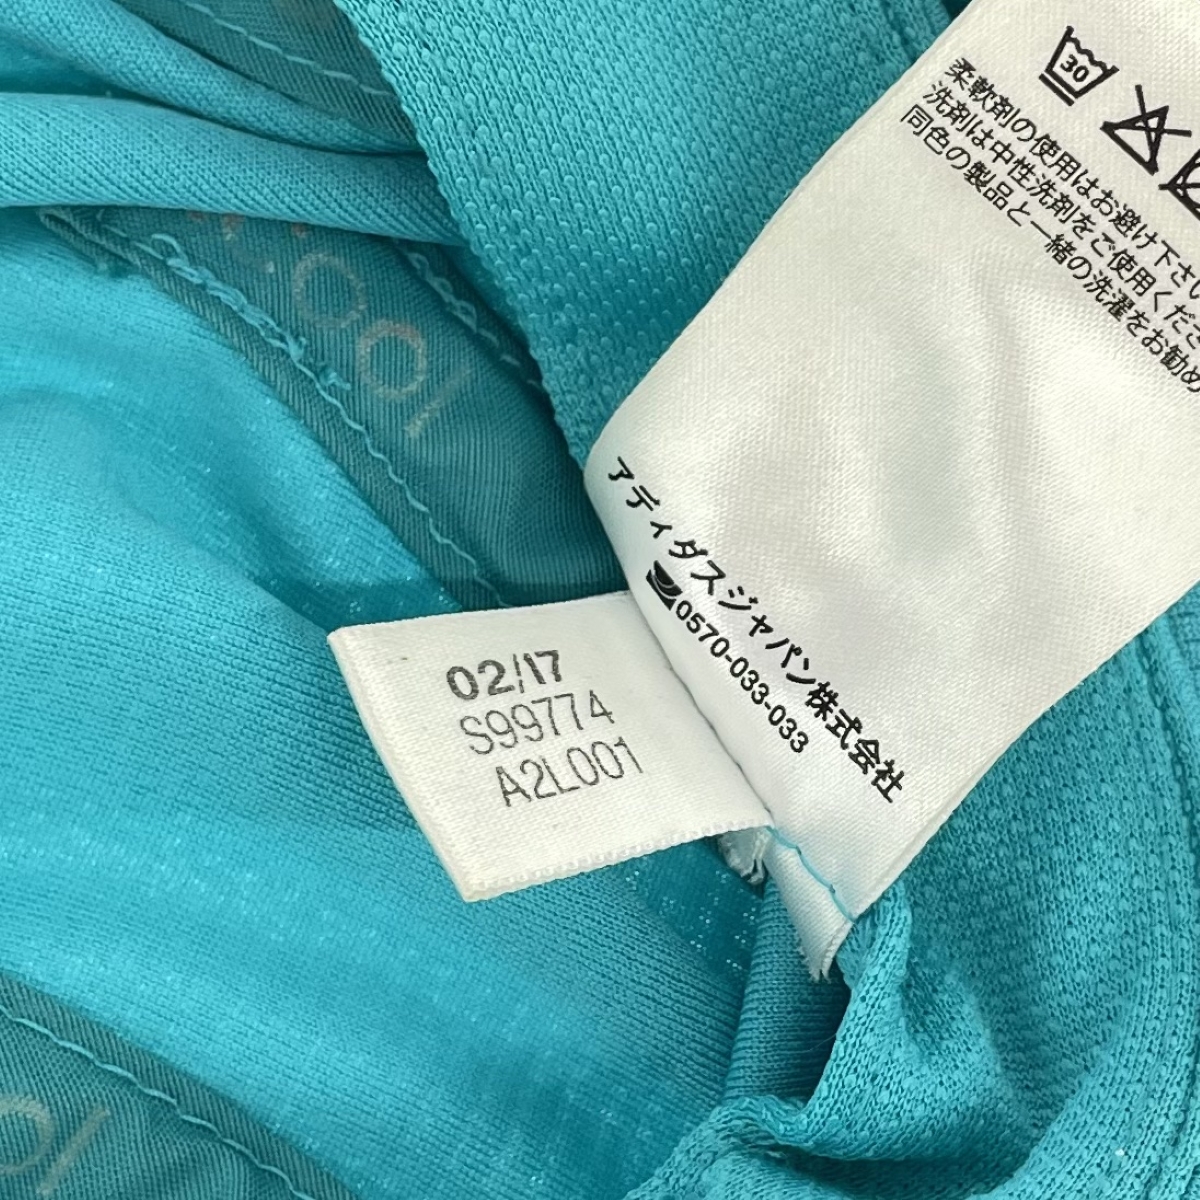 30
柔軟剤の使用はお避け下さい
洗剤は中性洗剤をご使用くださ
同色の製品と一緒の洗濯をお勧め
アディダスジャパン株式会社
0570-033-033
02/17
S99774
A2L001
cool
ool